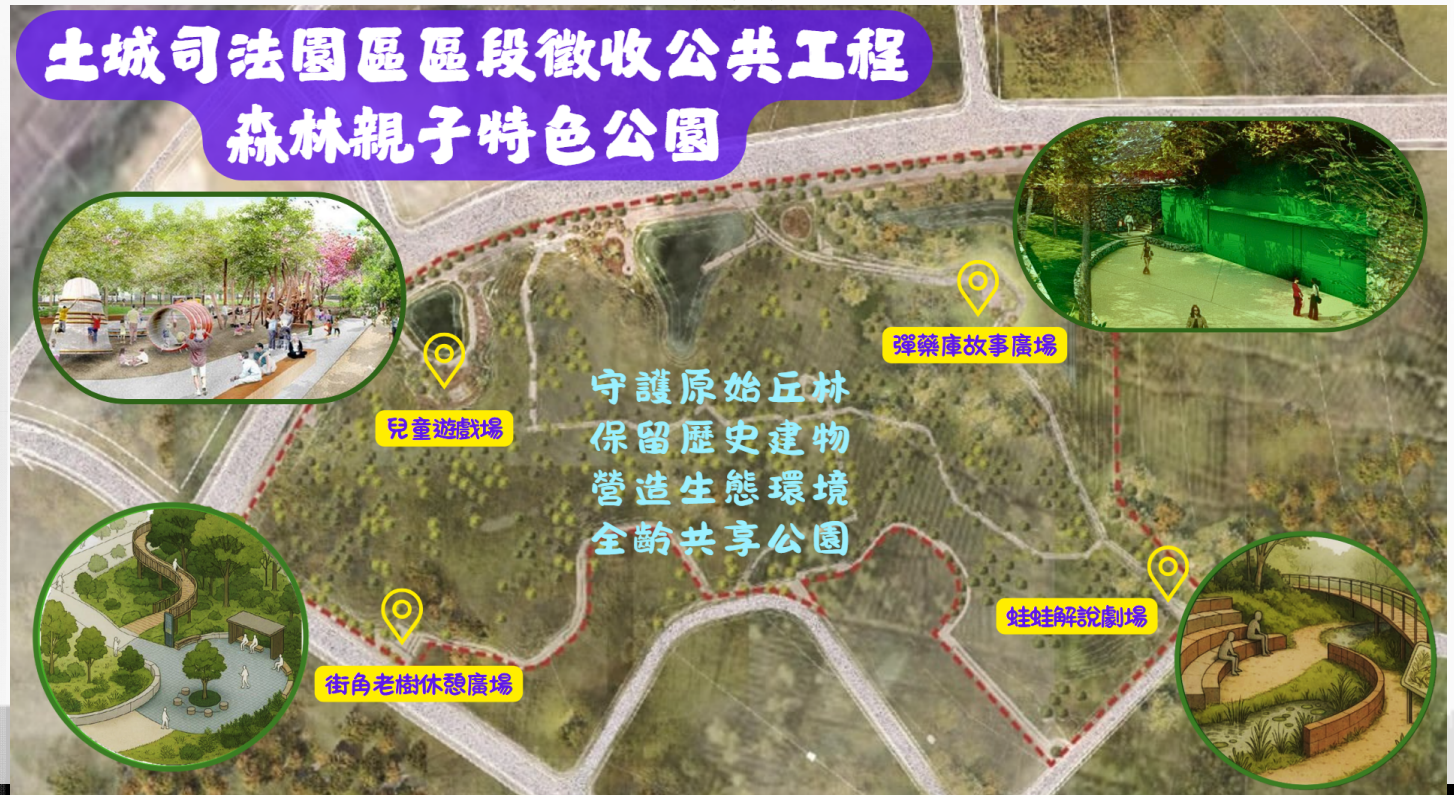 土城司法園區區段徵收公共工程
森林親子特色公園
彈藥庫故事廣場
兒童遊戲場
守護原始丘林
保留歷史建物
營造生態環境
全齡共享公園
蛙蛙解說劇場
街角老樹休憩廣場